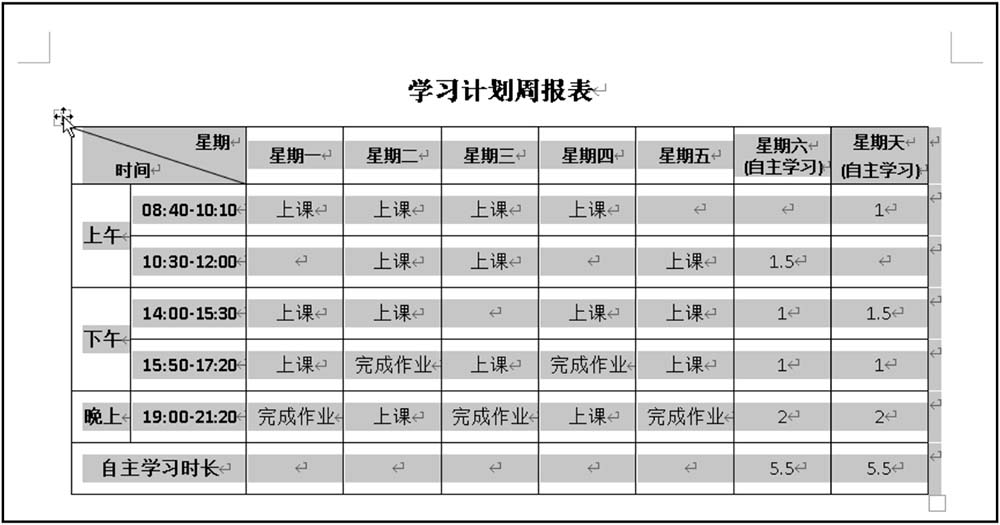 学习计划周报表
星期
时间
星期一 星期二 星期三 星期四 星期五 星期六 星期天
(自主学习) (自主学习)
上午 08:40-10:10 上课 上课 上课 上课 1
10:30-12:00 上课 上课 上课 1.5
下午 14:00-15:30 上课 上课 上课 上课 1 1.5
15:50-17:20 上课 完成作业 上课 完成作业 上课 1 1
晚上 19:00-21:20 完成作业 上课 完成作业 上课 完成作业 2 2
自主学习时长 5.5 5.5